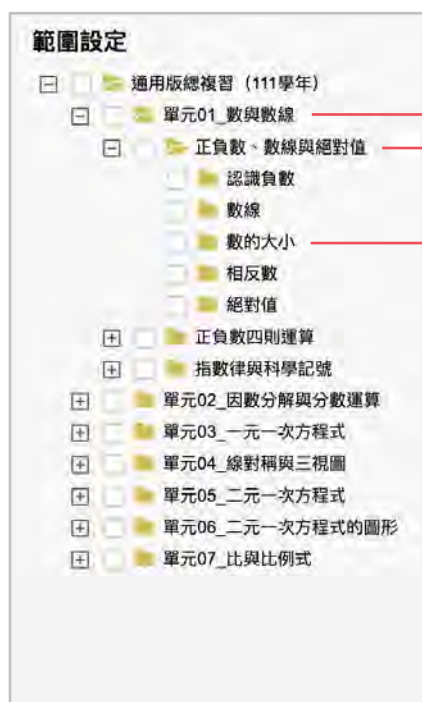 範圍設定
通用版總複習（111學年）
單元01_數與數線
正負數、數線與絕對值
認識負數
數線
數的大小
相反數
絕對值
正負數四則運算
指數律與科學記號
單元02_因數分解與分數運算
單元03_一元一次方程式
單元04_線對稱與三視圖
單元05_二元一次方程式
單元06_二元一次方程式的圖形
單元07_比與比例式